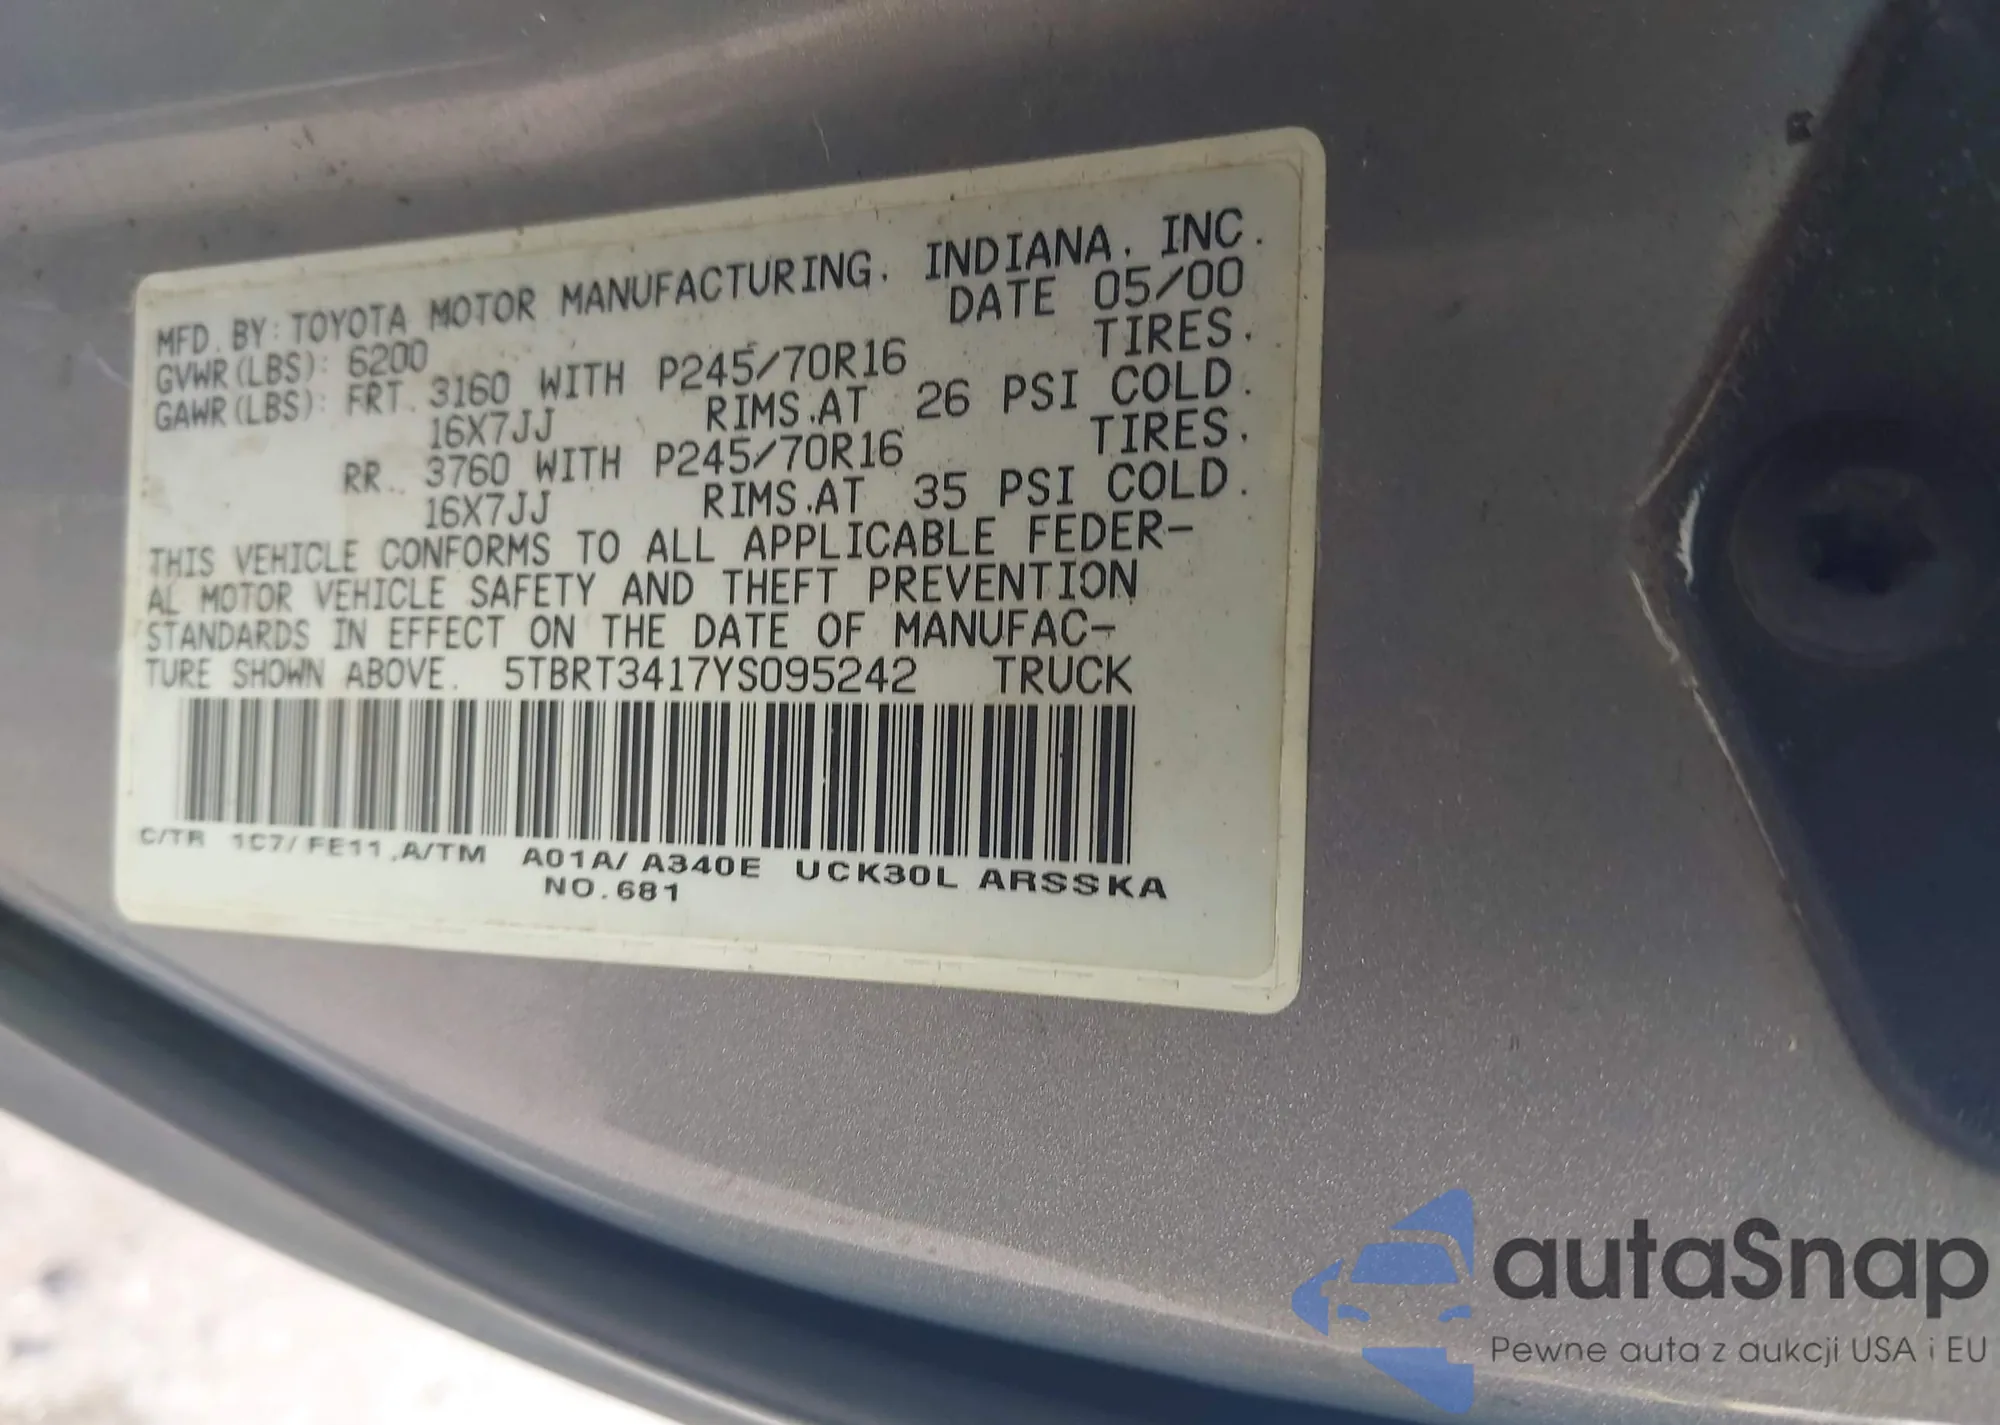 MFD. BY: TOYOTA MOTOR MANUFACTURING, INDIANA, INC.
DATE 05/00
GVWR(LBS): 6200
GAWR(LBS): FRT. 3160 WITH P245/70R16 TIRES.
16X7JJ RIMS.AT 26 PSI COLD.
RR. 3760 WITH P245/70R16 TIRES.
16X7JJ RIMS.AT 35 PSI COLD.
THIS VEHICLE CONFORMS TO ALL APPLICABLE FEDER-
AL MOTOR VEHICLE SAFETY AND THEFT PREVENTION
STANDARDS IN EFFECT ON THE DATE OF MANUFAC-
TURE SHOWN ABOVE. 5TBRT3417YS095242 TRUCK
C/TR 1C7/FE11,A/TM A01A/A340E UCK30L ARSSKA
NO.681
autaSnap
Pewne auta z aukcji USA i EU